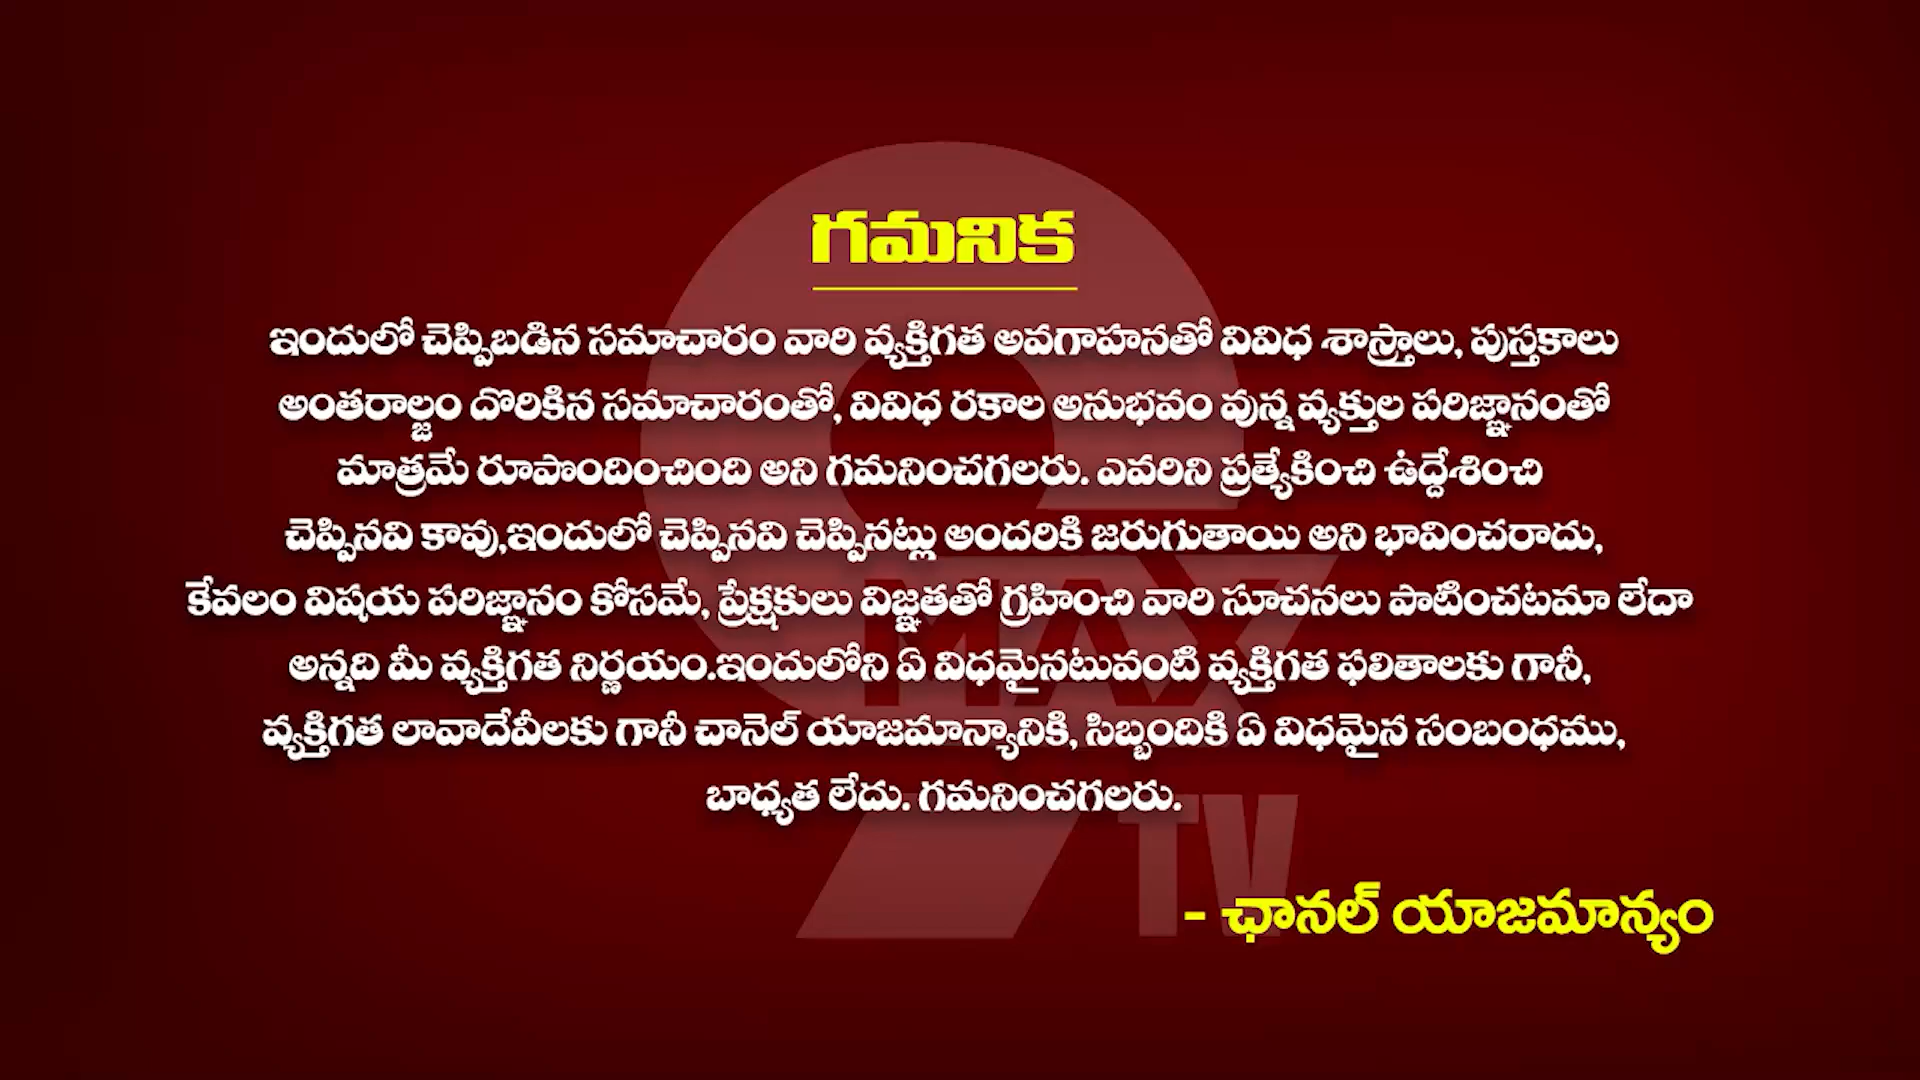 గమనిక
ఇందులో చెప్పిబడిన సమాచారం వారి వ్యక్తిగత అవగాహనతో వివిధ శాస్త్రాలు, పుస్తకాలు
అంతర్జాలం దొరికిన సమాచారంతో, వివిధ రకాల అనుభవం వున్న వ్యక్తుల పరిజ్ఞానంతో
మాత్రమే రూపొందించింది అని గమనించగలరు. ఎవరిని ప్రత్యేకించి ఉద్దేశించి
చెప్పినవి కావు,ఇందులో చెప్పినవి చెప్పినట్లు అందరికి జరుగుతాయి అని భావించరాదు,
కేవలం విషయ పరిజ్ఞానం కోసమే, ప్రేక్షకులు విజ్ఞతతో గ్రహించి వారి సూచనలు పాటించటమా లేదా
అన్నది మీ వ్యక్తిగత నిర్ణయం.ఇందులోని ఏ విధమైనటువంటి వ్యక్తిగత ఫలితాలకు గానీ,
వ్యక్తిగత లావాదేవీలకు గానీ చానెల్ యాజమాన్యానికి, సిబ్బందికి ఏ విధమైన సంబంధము,
బాధ్యత లేదు. గమనించగలరు.
- ఛానల్ యాజమాన్యం
9
MAX
TV